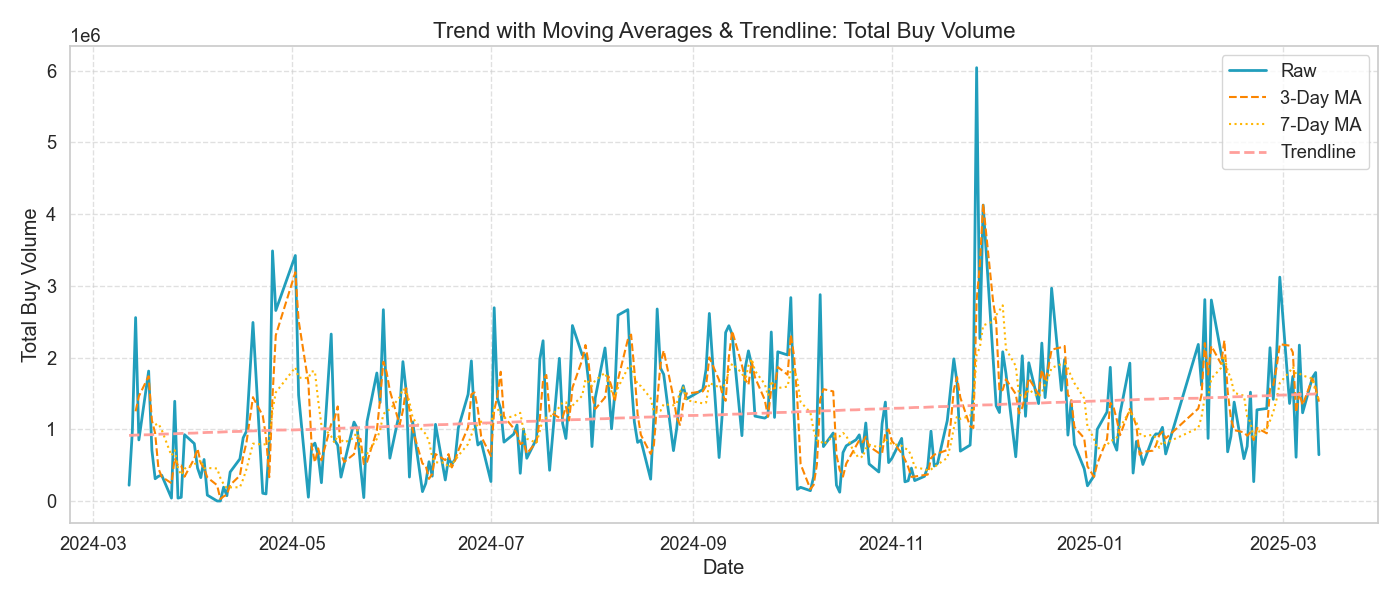 Trend with Moving Averages & Trendline: Total Buy Volume
1e6
Raw
3-Day MA
7-Day MA
Trendline
6
5
4
3
2
1
0
Total Buy Volume
2024-03
2024-05
2024-07
2024-09
2024-11
2025-01
2025-03
Date